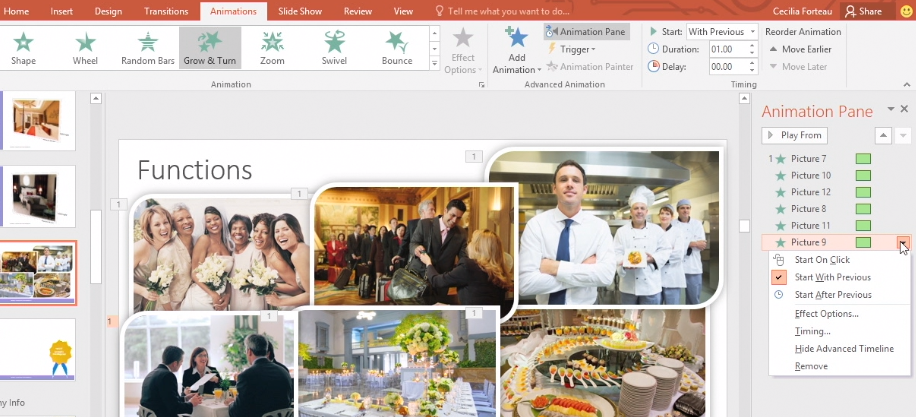 Home Insert Design Transitions Animations Slide Show Review View Tell me what you want to do... Cecilia Forteau Share
Shape Wheel Random Bars Grow & Turn Zoom Swivel Bounce
Effect Options
Add Animation
Animation Pane
Trigger
Animation Painter
Start: With Previous
Duration: 01.00
Delay: 00.00
Reorder Animation
Move Earlier
Move Later
Animation Advanced Animation Timing
Functions
1
1
1
1
1
1
ny Info
Animation Pane
Play From
1 Picture 7
Picture 10
Picture 12
Picture 8
Picture 11
Picture 9
Start On Click
Start With Previous
Start After Previous
Effect Options...
Timing...
Hide Advanced Timeline
Remove